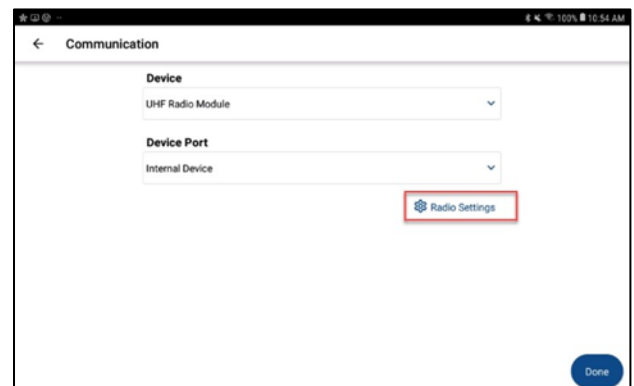 100% 10:54 AM
Communication
Device
UHF Radio Module
Device Port
Internal Device
Radio Settings
Done